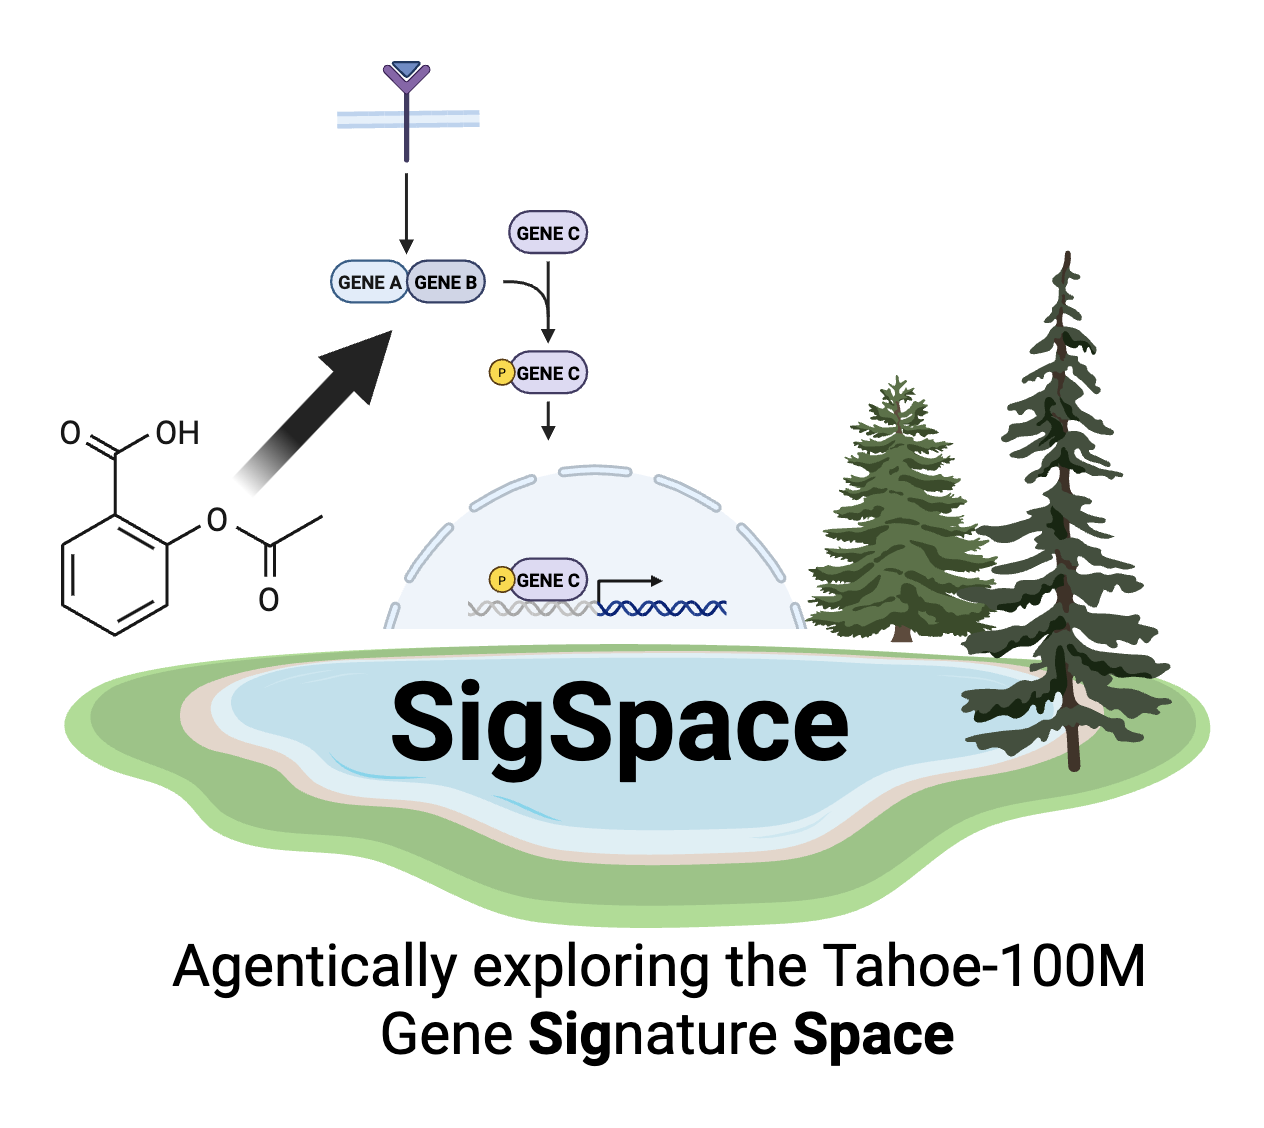 GENE C
GENE A GENE B
P GENE C
O OH
O
O
P GENE C
SigSpace
Agentically exploring the Tahoe-100M
Gene Signature Space